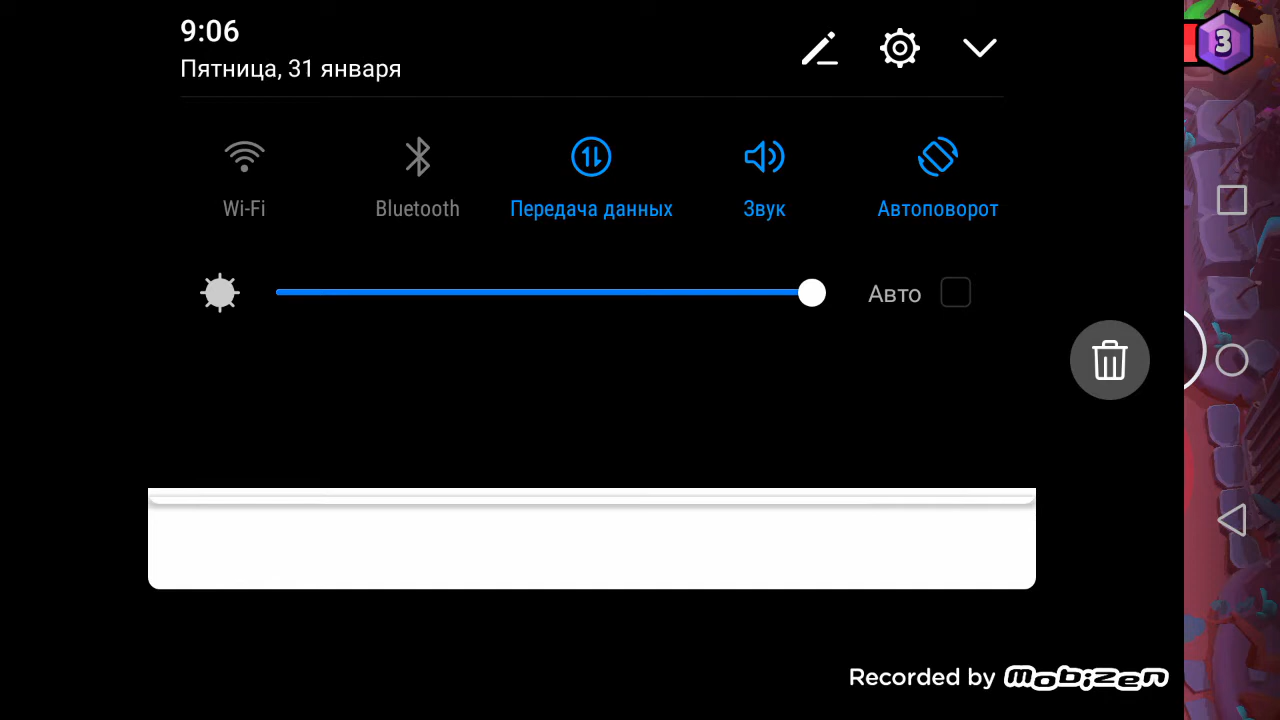 9:06
Пятница, 31 января
3
Wi-Fi
Bluetooth
Передача данных
Звук
Автоповорот
Авто
Recorded by mobizen